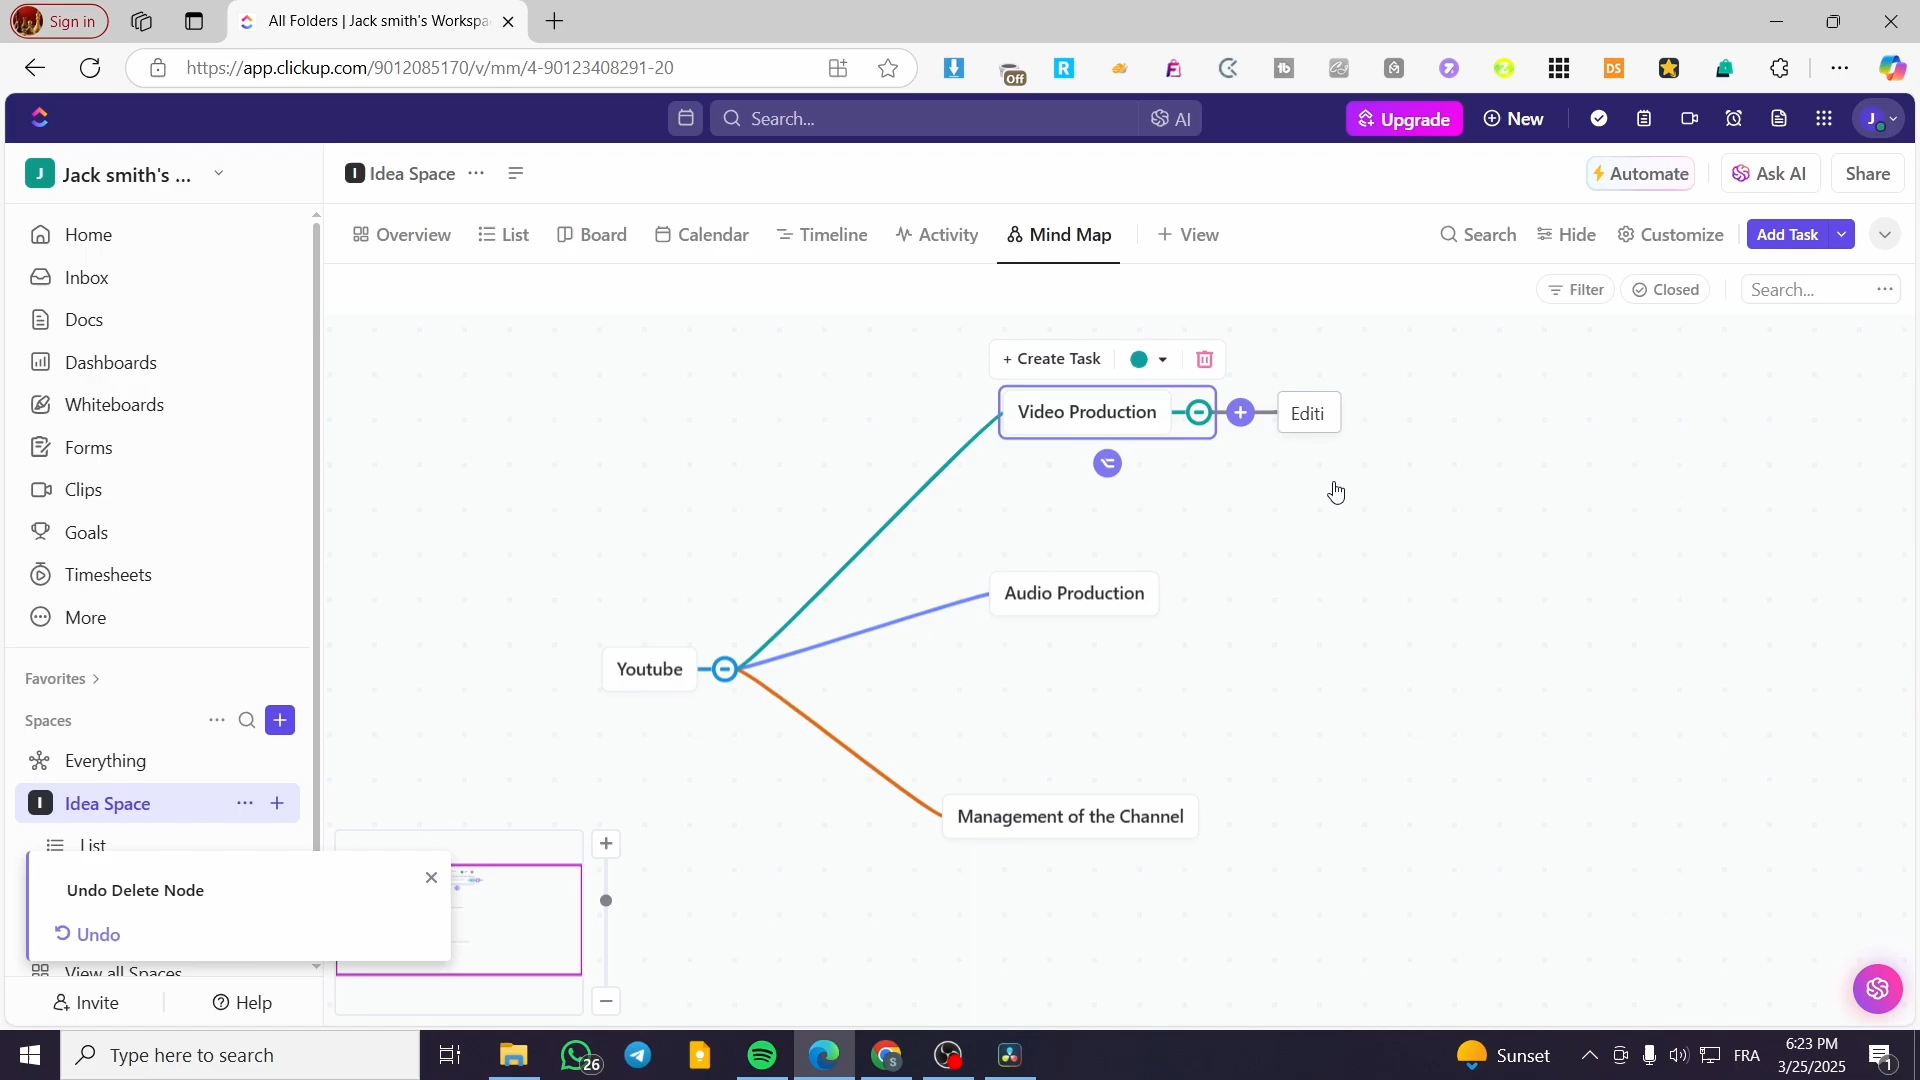 Sign in
All Folders | Jack smith's Workspa
https://app.clickup.com/9012085170/v/mm/4-90123408291-20
Off
R
tb
DS
Search...
AI
Upgrade
New
J
J Jack smith's ...
I Idea Space
Automate
Ask AI
Share
Overview
List
Board
Calendar
Timeline
Activity
Mind Map
+ View
Search
Hide
Customize
Add Task
Filter
Closed
Search...
Home
Inbox
Docs
Dashboards
Whiteboards
Forms
Clips
Goals
Timesheets
More
Favorites
Spaces
Everything
I Idea Space
List
View all Spaces
Undo Delete Node
Undo
Invite
Help
+ Create Task
Video Production
Editi
Audio Production
Youtube
Management of the Channel
Type here to search
26
S
Sunset
FRA
6:23 PM
3/25/2025
1